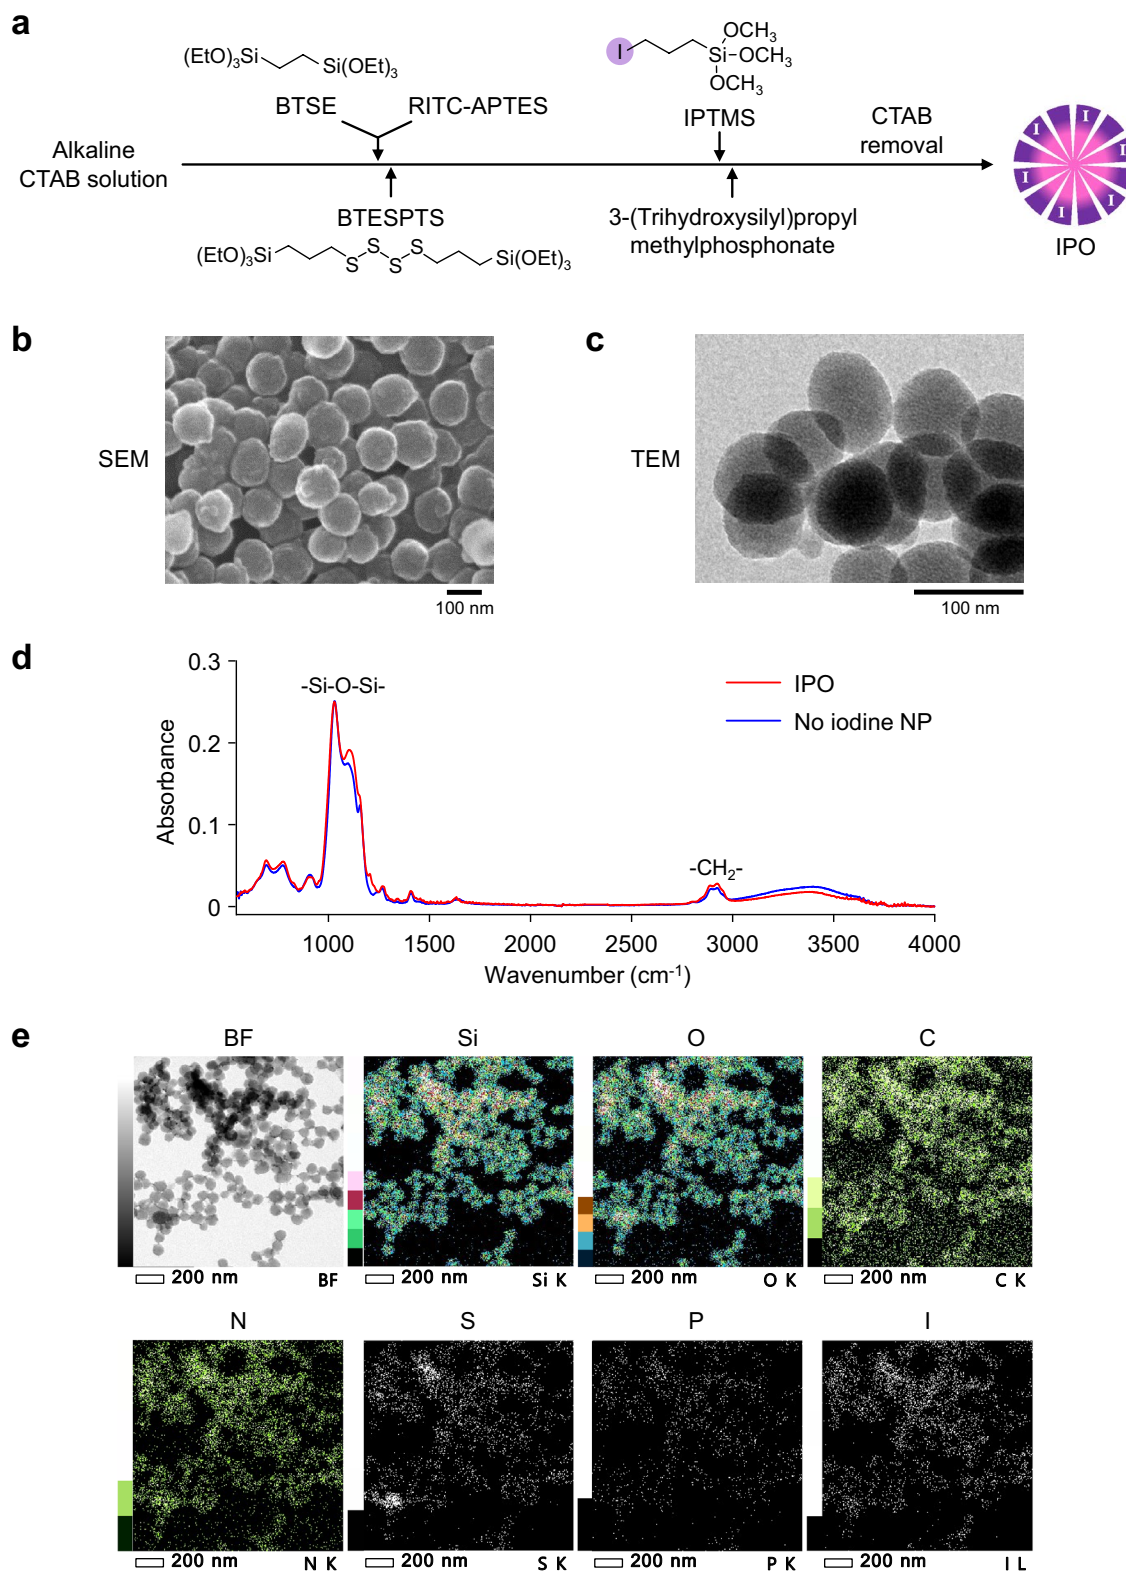 a
(EtO)3Si
Si(OEt)3
BTSE
RITC-APTES
I
OCH3
Si
OCH3
OCH3
IPTMS
CTAB
removal
Alkaline
CTAB solution
BTESPTS
(EtO)3Si
S
S
S
S
Si(OEt)3
3-(Trihydroxysilyl)propyl
methylphosphonate
I
I
I
I
I
I
I
IPO
b
SEM
100 nm
c
TEM
100 nm
d
Absorbance
0.3
0.2
0.1
0
-Si-O-Si-
-CH2-
IPO
No iodine NP
1000
1500
2000
2500
3000
3500
4000
Wavenumber (cm-1)
e
BF
Si
O
C
200 nm
BF
200 nm
Si K
200 nm
O K
200 nm
C K
N
S
P
I
200 nm
N K
200 nm
S K
200 nm
P K
200 nm
I L